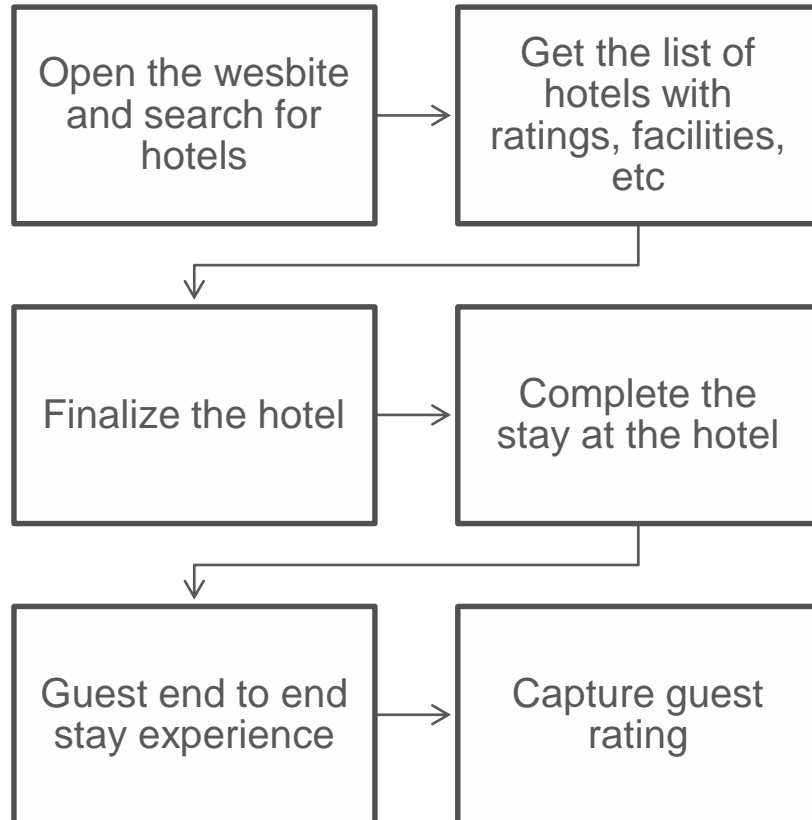 Open the wesbite
and search for
hotels
Get the list of
hotels with
ratings, facilities,
etc
Finalize the hotel
Complete the
stay at the hotel
Guest end to end
stay experience
Capture guest
rating